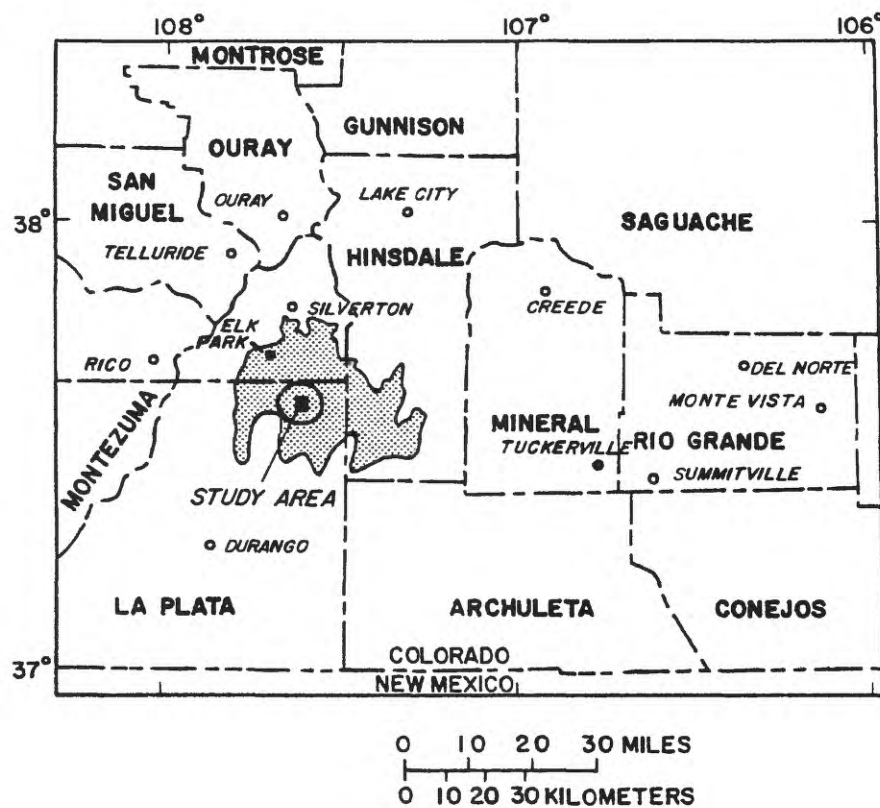 108° 107° 106°
MONTROSE
GUNNISON
OURAY
SAN
MIGUEL
OURAY
LAKE CITY
38°
SAGUACHE
TELLURIDE
HINSDALE
CREEDE
SILVERTON
ELK
PARK
RICO
DEL NORTE
MONTE VISTA
MONTEZUMA
MINERAL
RIO GRANDE
TUCKERVILLE
SUMMITVILLE
STUDY AREA
DURANGO
LA PLATA
ARCHULETA
CONEJOS
37°
COLORADO
NEW MEXICO
0 10 20 30 MILES
0 10 20 30 KILOMETERS